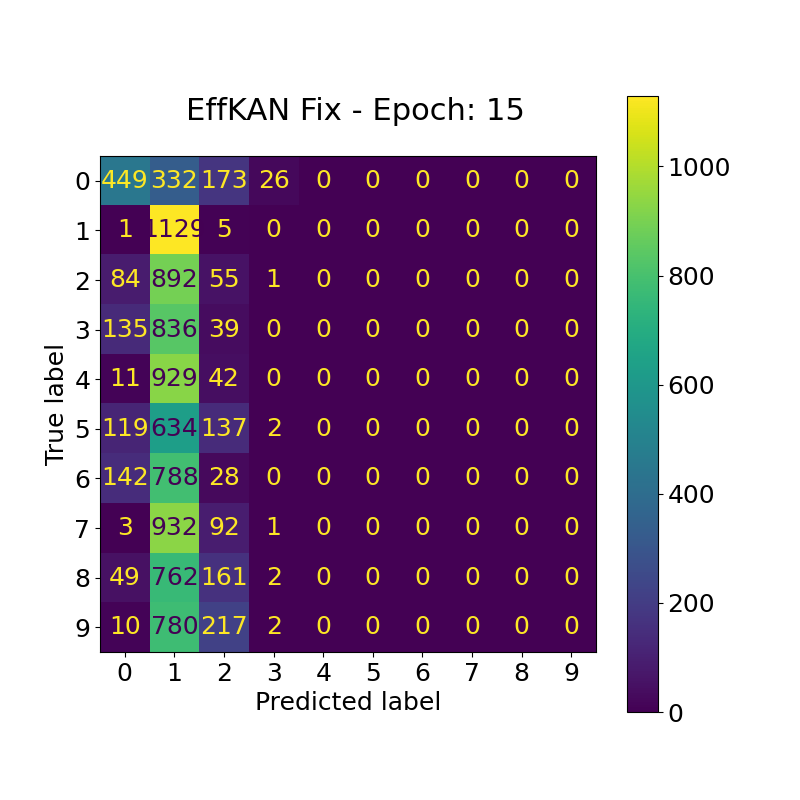 EffKAN Fix - Epoch: 15
0 449 332 173 26 0 0 0 0 0 0
1 1 1129 5 0 0 0 0 0 0 0
2 84 892 55 1 0 0 0 0 0 0
3 135 836 39 0 0 0 0 0 0 0
4 11 929 42 0 0 0 0 0 0 0
5 119 634 137 2 0 0 0 0 0 0
6 142 788 28 0 0 0 0 0 0 0
7 3 932 92 1 0 0 0 0 0 0
8 49 762 161 2 0 0 0 0 0 0
9 10 780 217 2 0 0 0 0 0 0
0 1 2 3 4 5 6 7 8 9
Predicted label
True label
1000
800
600
400
200
0